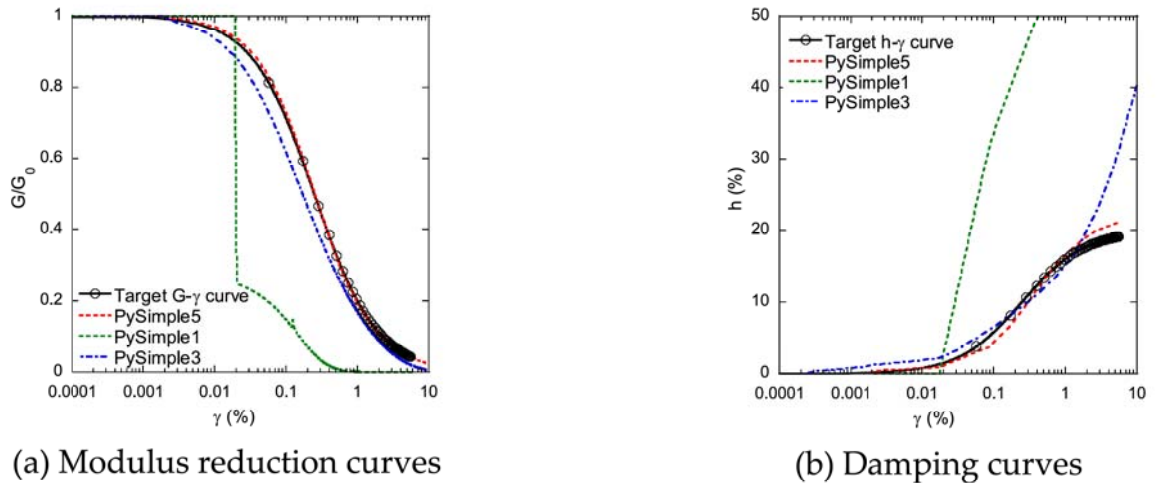 1
0.8
0.6
0.4
0.2
0
G/G0
Target G-γ curve
PySimple5
PySimple1
PySimple3
0.0001 0.001 0.01 0.1 1 10
γ (%)
(a) Modulus reduction curves
50
40
30
20
10
0
h (%)
Target h-γ curve
PySimple5
PySimple1
PySimple3
0.0001 0.001 0.01 0.1 1 10
γ (%)
(b) Damping curves